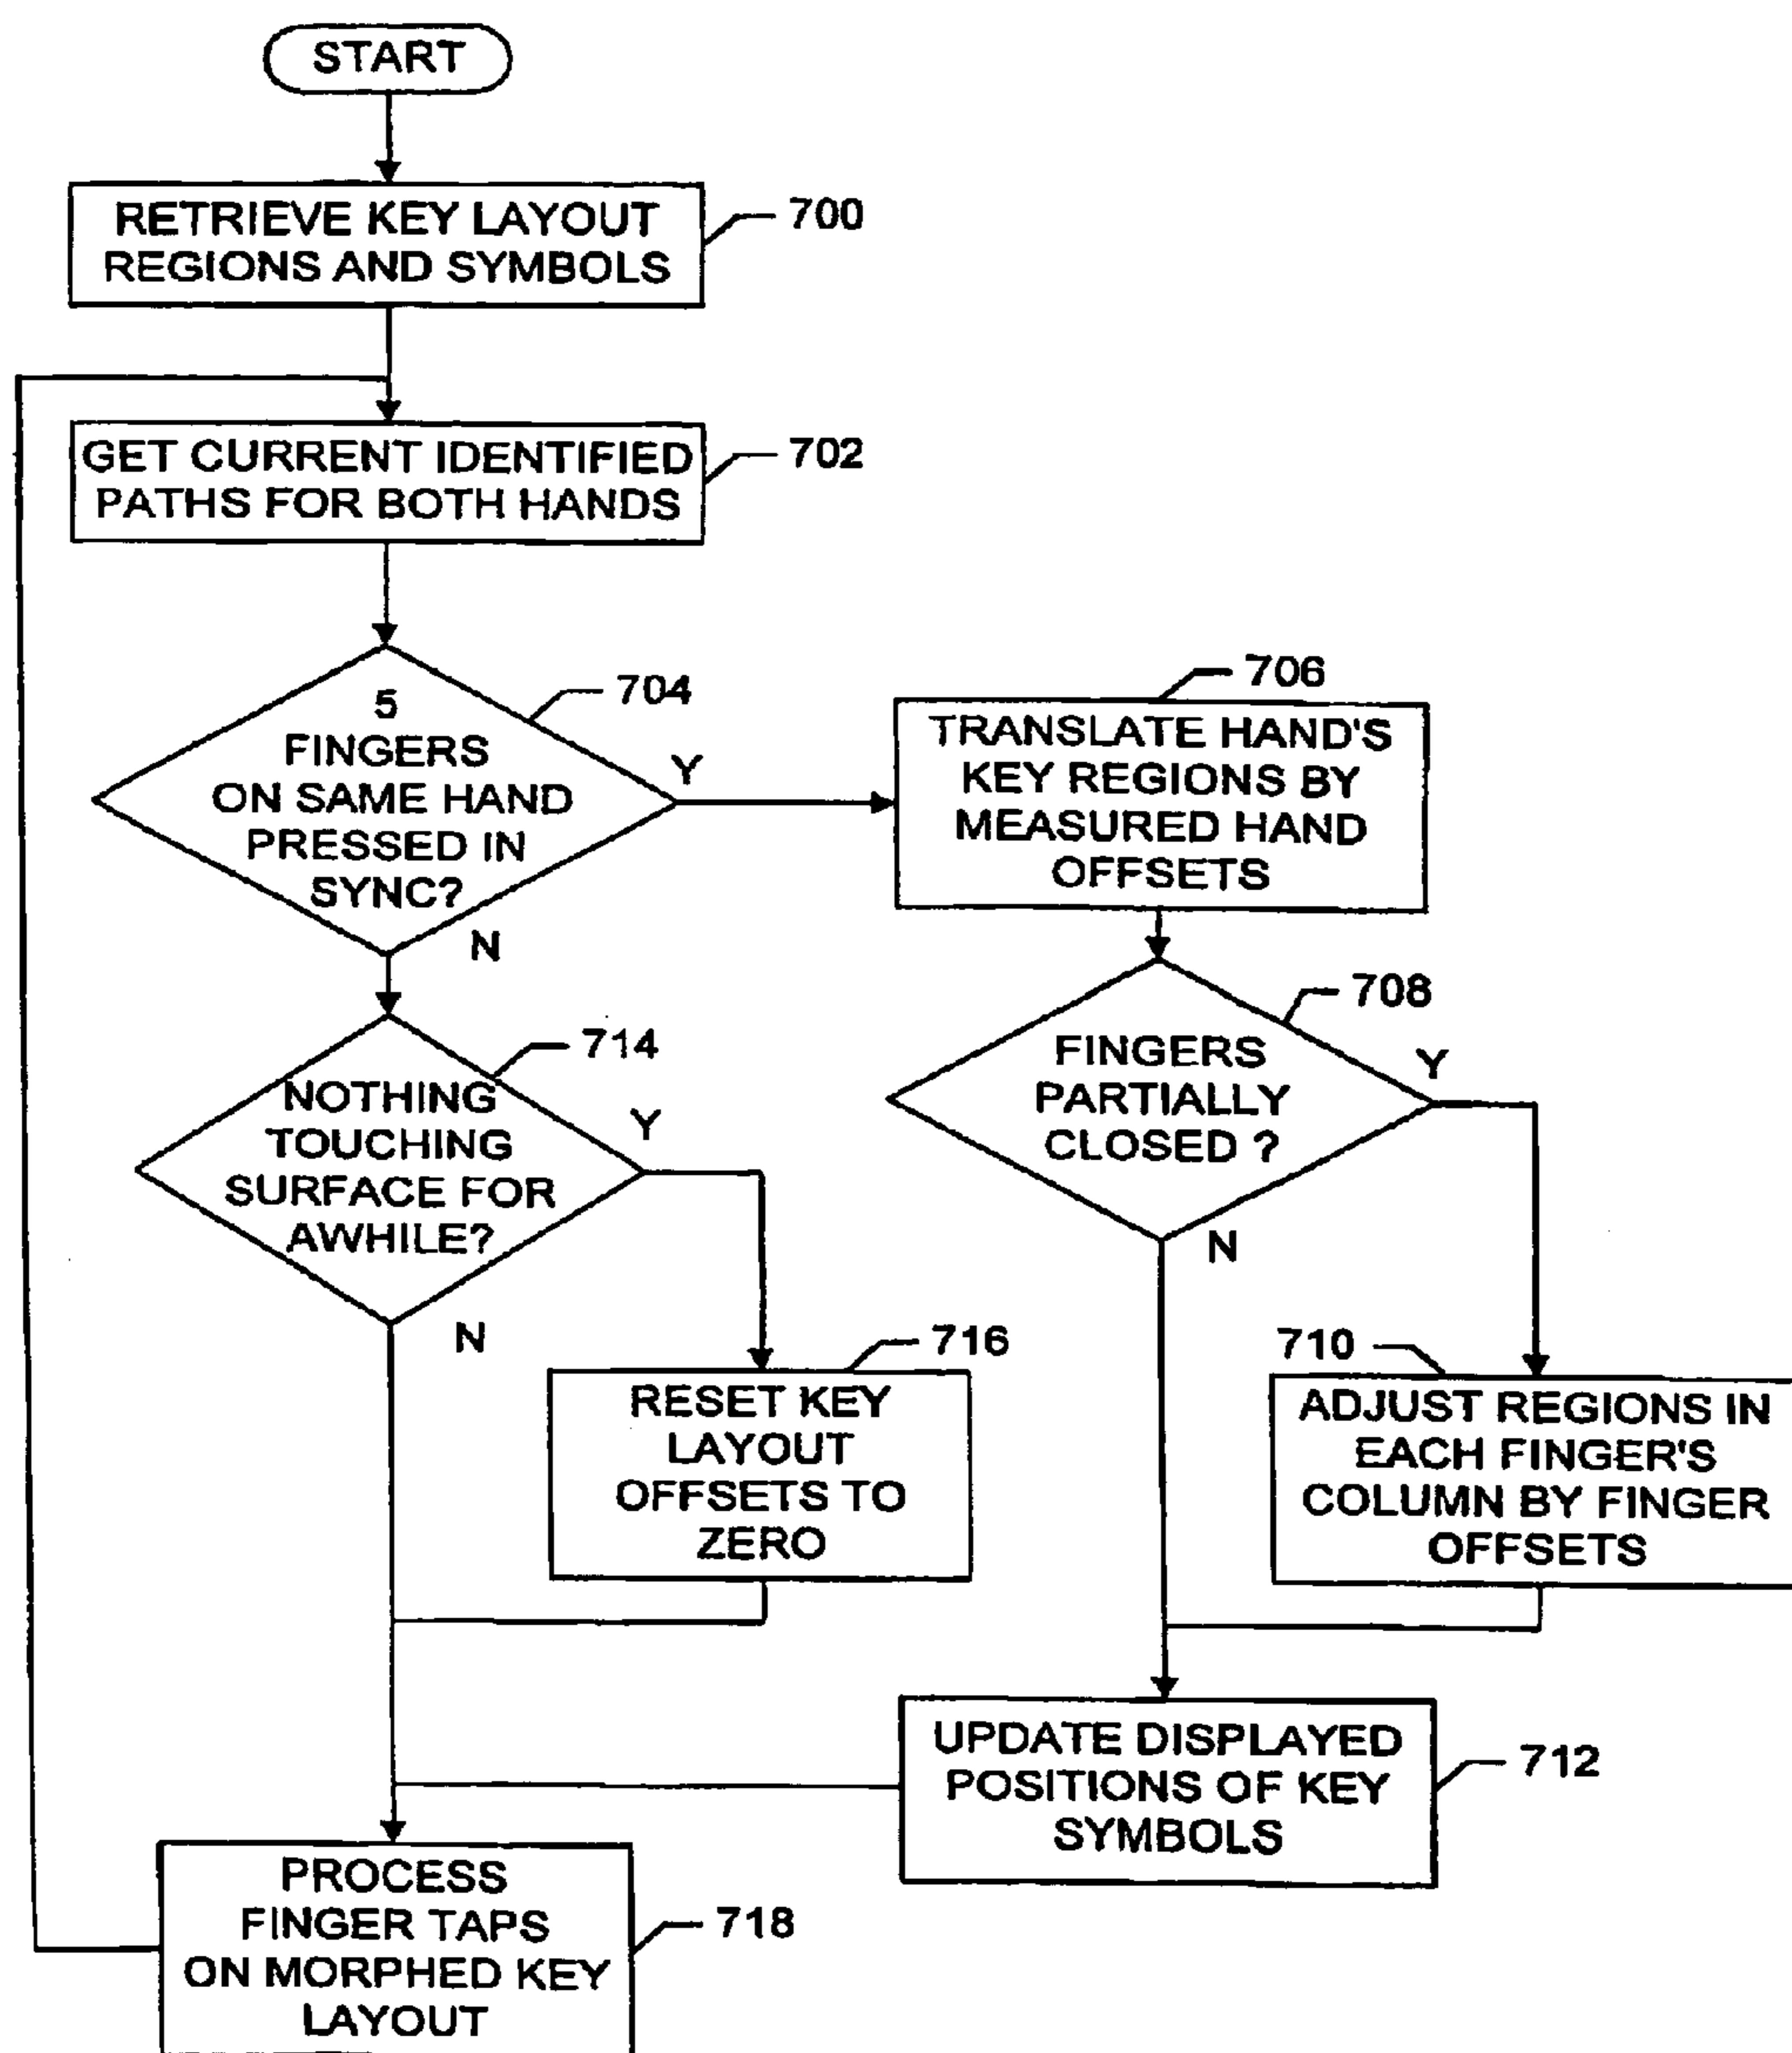 START
RETRIEVE KEY LAYOUT
REGIONS AND SYMBOLS
700
GET CURRENT IDENTIFIED
PATHS FOR BOTH HANDS
702
5
FINGERS
ON SAME HAND
PRESSED IN
SYNC?
704
Y
N
706
TRANSLATE HAND'S
KEY REGIONS BY
MEASURED HAND
OFFSETS
708
FINGERS
PARTIALLY
CLOSED ?
Y
N
714
NOTHING
TOUCHING
SURFACE FOR
AWHILE?
Y
N
716
RESET KEY
LAYOUT
OFFSETS TO
ZERO
710
ADJUST REGIONS IN
EACH FINGER'S
COLUMN BY FINGER
OFFSETS
UPDATE DISPLAYED
POSITIONS OF KEY
SYMBOLS
712
PROCESS
FINGER TAPS
ON MORPHED KEY
LAYOUT
718